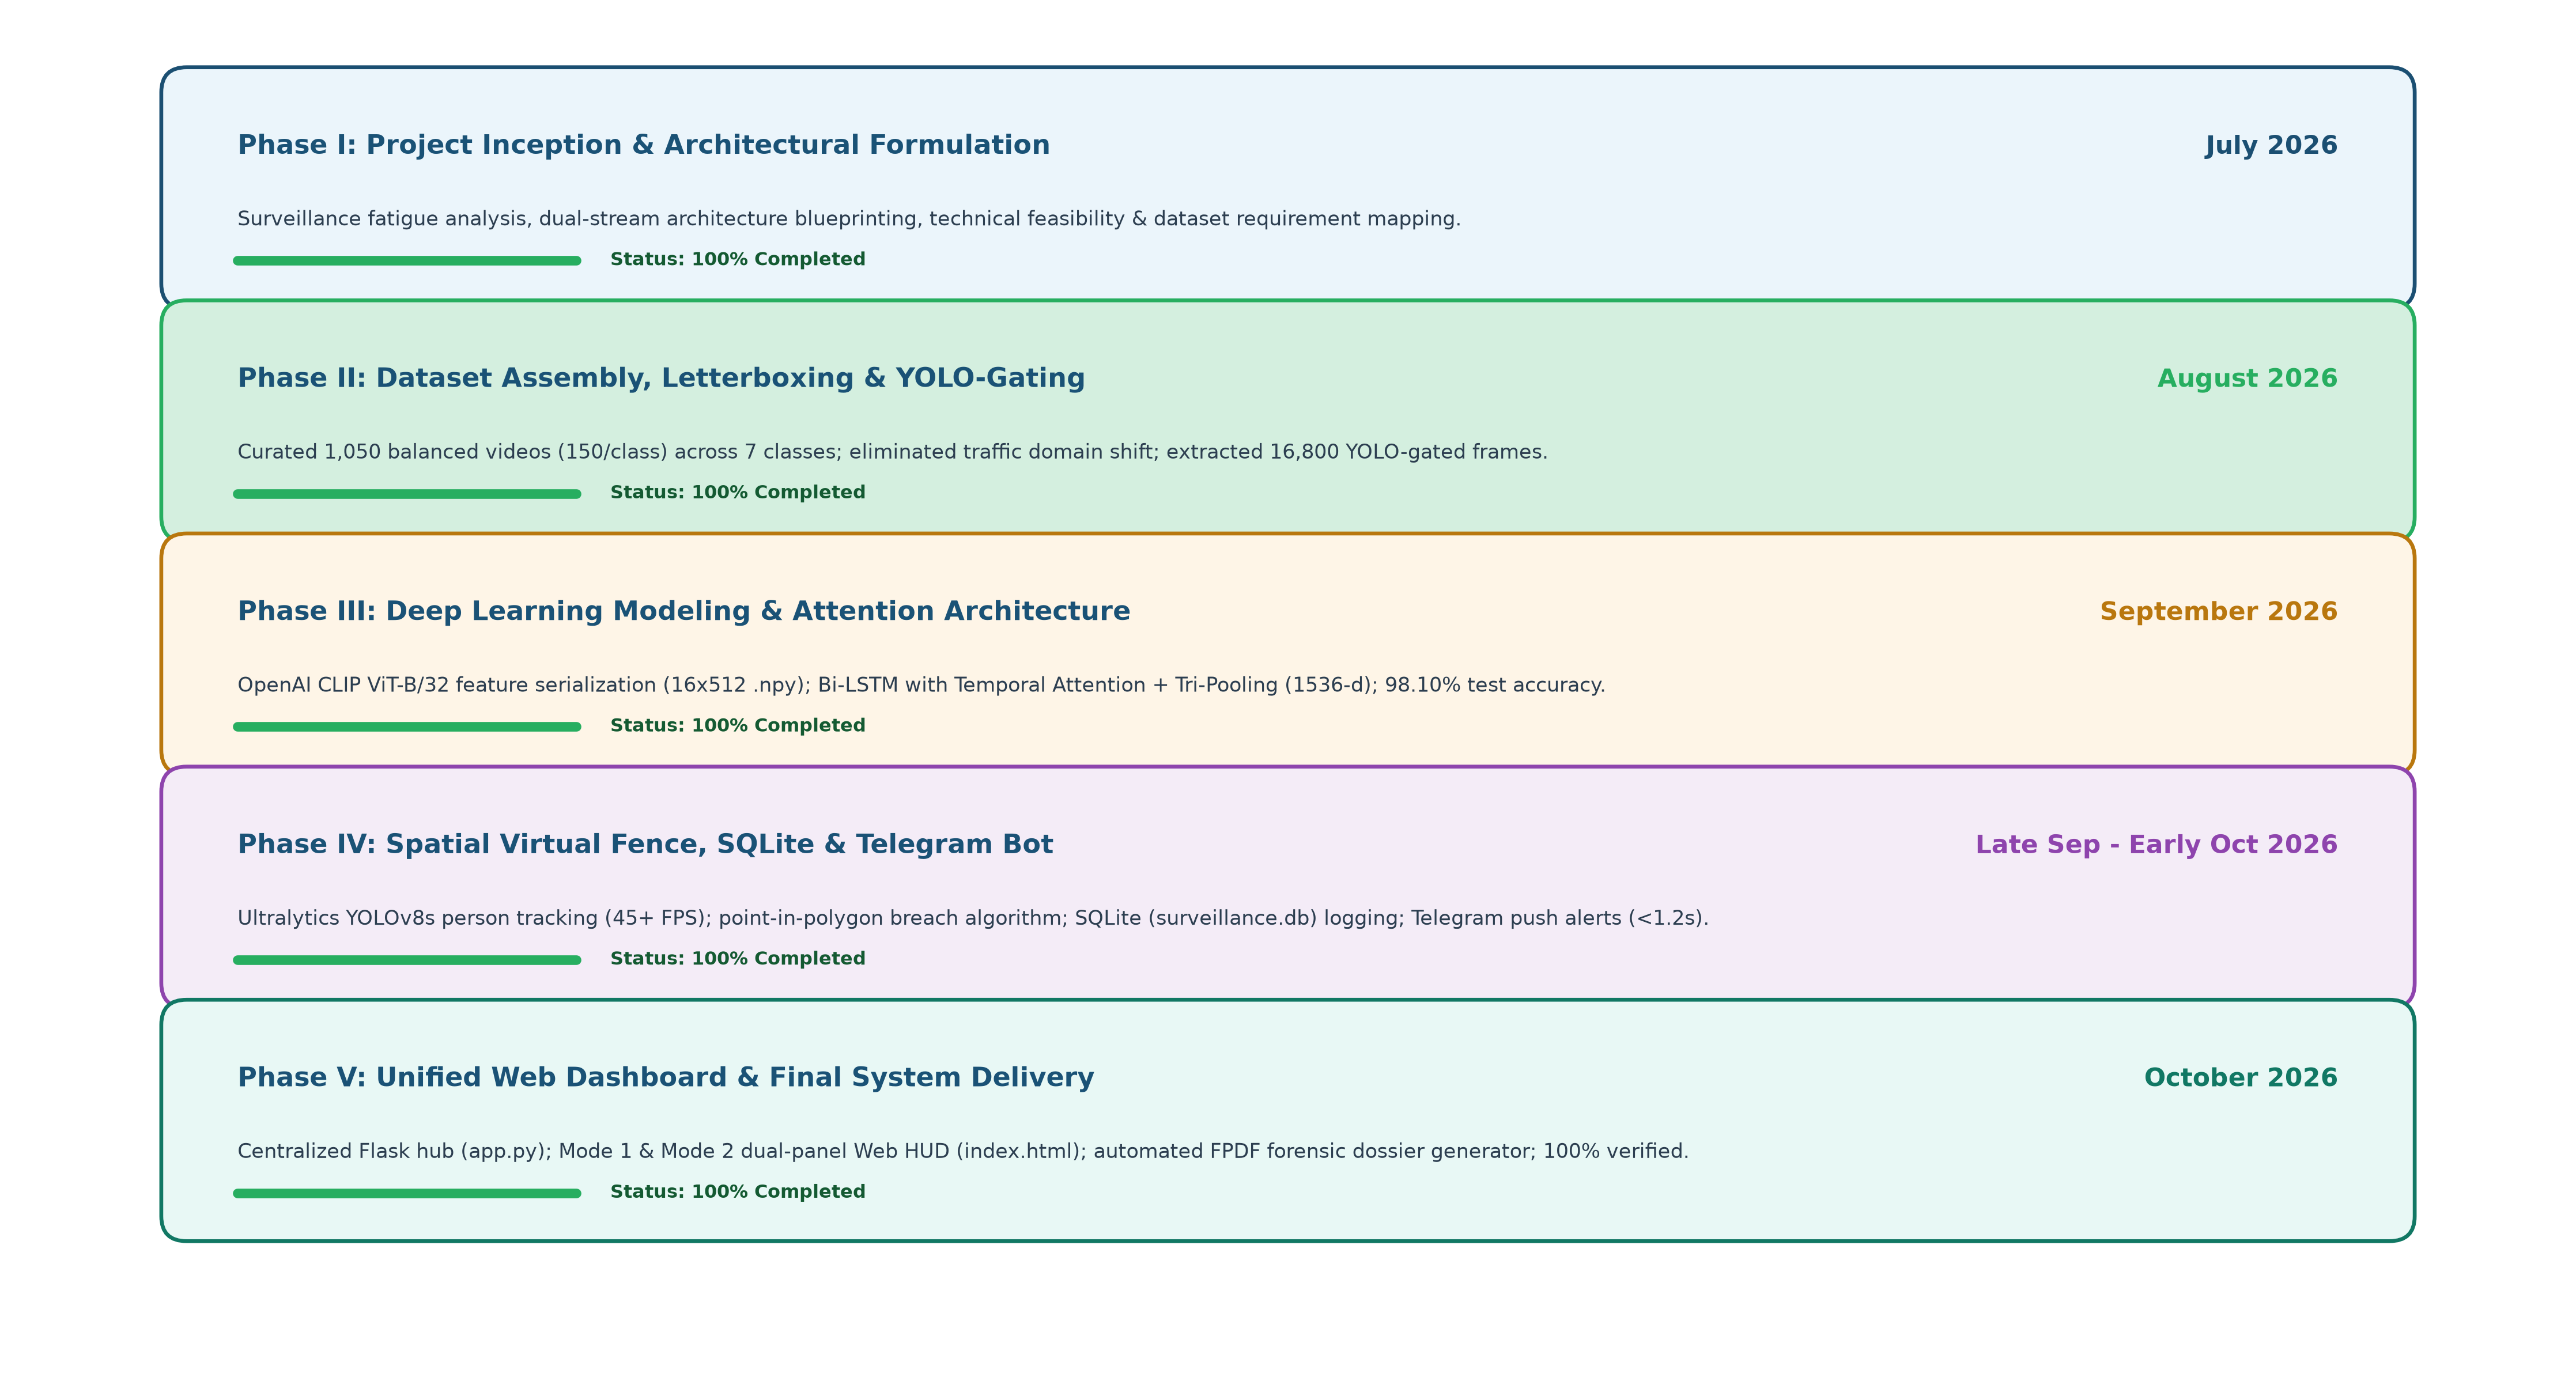 Phase I: Project Inception & Architectural Formulation
July 2026
Surveillance fatigue analysis, dual-stream architecture blueprinting, technical feasibility & dataset requirement mapping.
Status: 100% Completed
Phase II: Dataset Assembly, Letterboxing & YOLO-Gating
August 2026
Curated 1,050 balanced videos (150/class) across 7 classes; eliminated traffic domain shift; extracted 16,800 YOLO-gated frames.
Status: 100% Completed
Phase III: Deep Learning Modeling & Attention Architecture
September 2026
OpenAI CLIP ViT-B/32 feature serialization (16x512 .npy); Bi-LSTM with Temporal Attention + Tri-Pooling (1536-d); 98.10% test accuracy.
Status: 100% Completed
Phase IV: Spatial Virtual Fence, SQLite & Telegram Bot
Late Sep - Early Oct 2026
Ultralytics YOLOv8s person tracking (45+ FPS); point-in-polygon breach algorithm; SQLite (surveillance.db) logging; Telegram push alerts (<1.2s).
Status: 100% Completed
Phase V: Unified Web Dashboard & Final System Delivery
October 2026
Centralized Flask hub (app.py); Mode 1 & Mode 2 dual-panel Web HUD (index.html); automated FPDF forensic dossier generator; 100% verified.
Status: 100% Completed